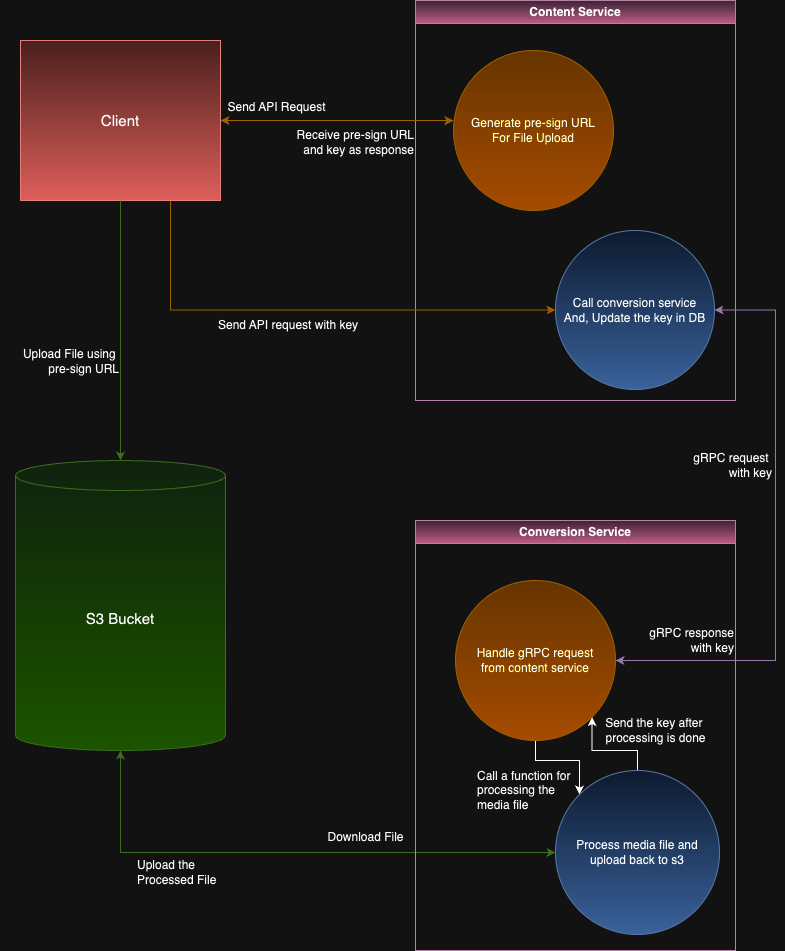 Content Service
Client
Send API Request
Receive pre-sign URL
and key as response
Generate pre-sign URL
For File Upload
Call conversion service
And, Update the key in DB
Send API request with key
Upload File using
pre-sign URL
gRPC request
with key
S3 Bucket
Conversion Service
Handle gRPC request
from content service
gRPC response
with key
Send the key after
processing is done
Call a function for
processing the
media file
Process media file and
upload back to s3
Download File
Upload the
Processed File